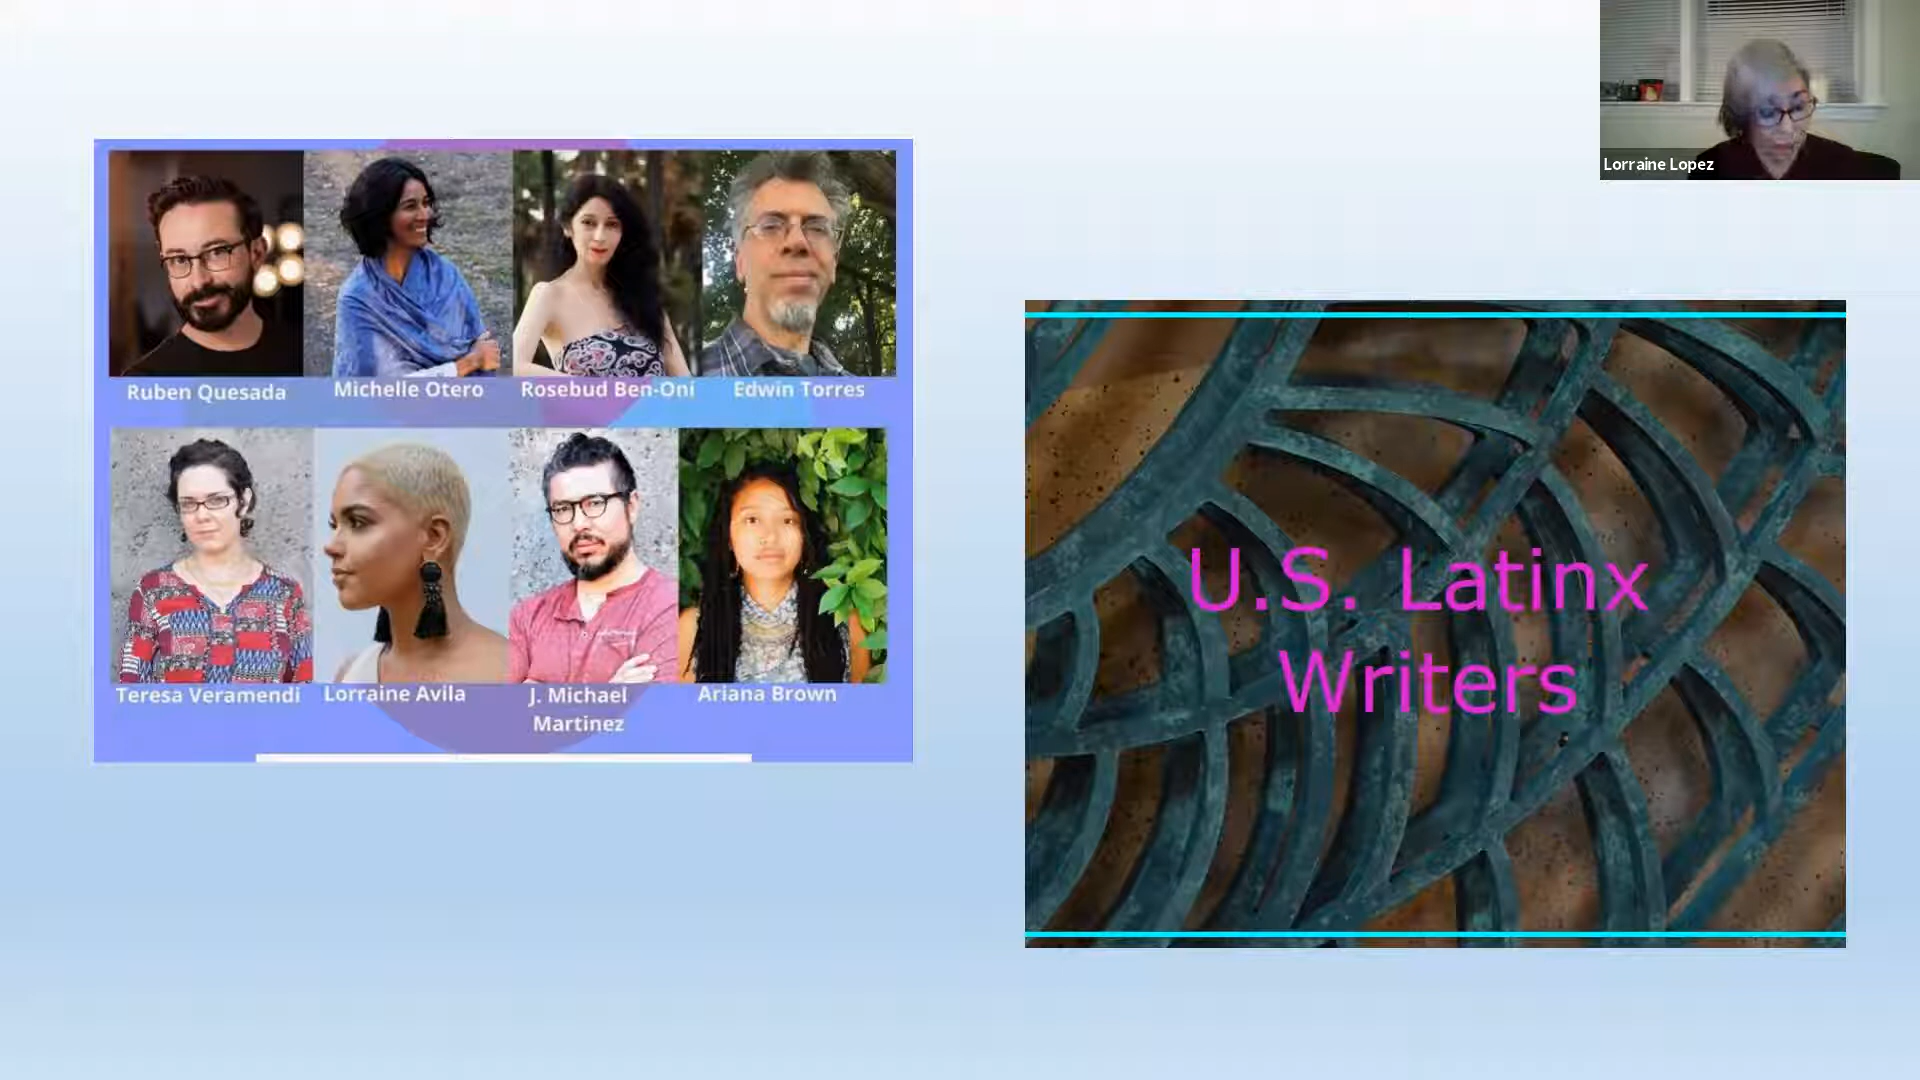 Lorraine Lopez
Ruben Quesada
Michelle Otero
Rosebud Ben-Oni
Edwin Torres
Teresa Veramendi
Lorraine Avila
J. Michael
Martinez
Ariana Brown
U.S. Latinx
Writers